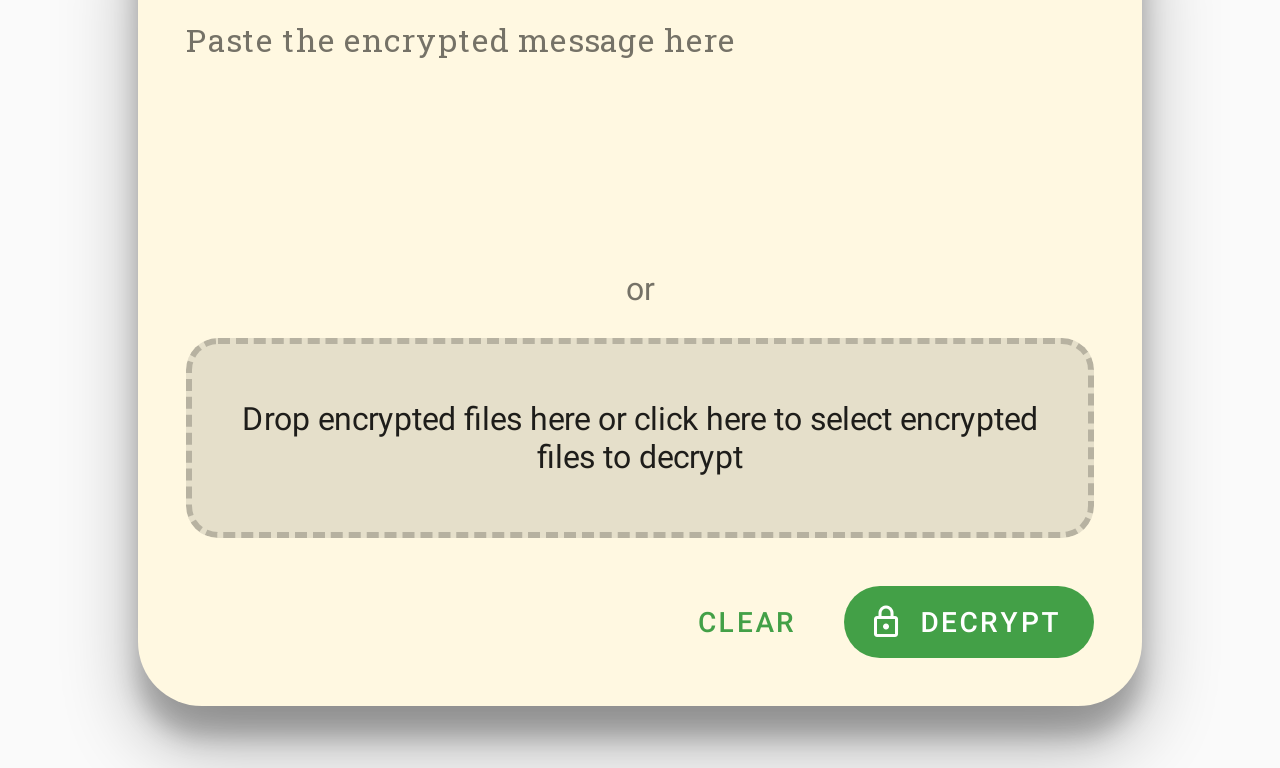 Paste the encrypted message here
or
Drop encrypted files here or click here to select encrypted
files to decrypt
CLEAR
DECRYPT